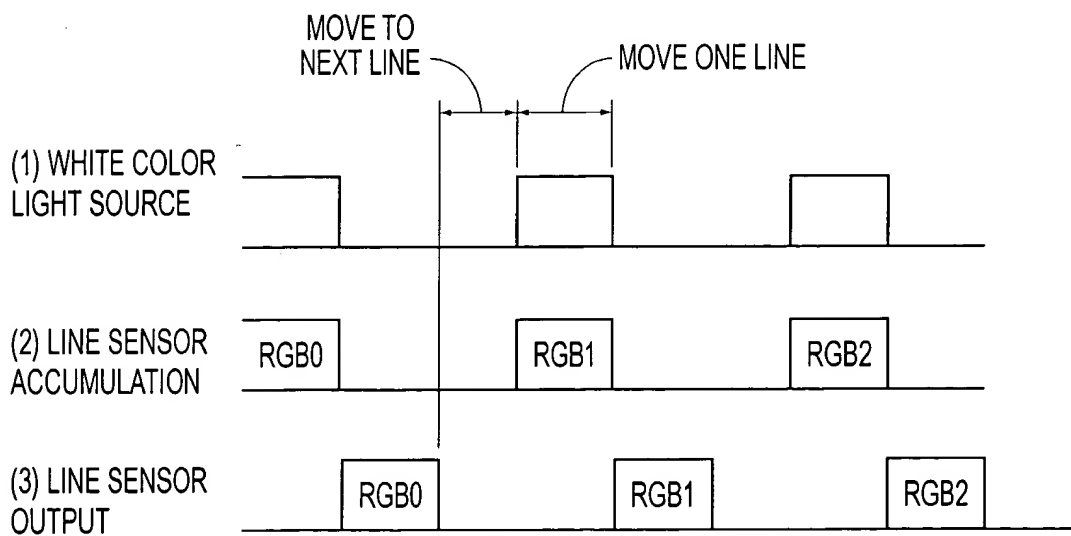 MOVE TO
NEXT LINE
MOVE ONE LINE
(1) WHITE COLOR
LIGHT SOURCE
(2) LINE SENSOR
ACCUMULATION
RGB0
RGB1
RGB2
(3) LINE SENSOR
OUTPUT
RGB0
RGB1
RGB2